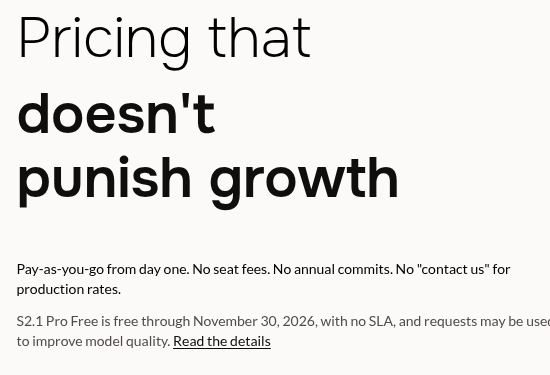 Pricing that
doesn't
punish growth
Pay-as-you-go from day one. No seat fees. No annual commits. No "contact us" for
production rates.
S2.1 Pro Free is free through November 30, 2026, with no SLA, and requests may be used
to improve model quality. Read the details